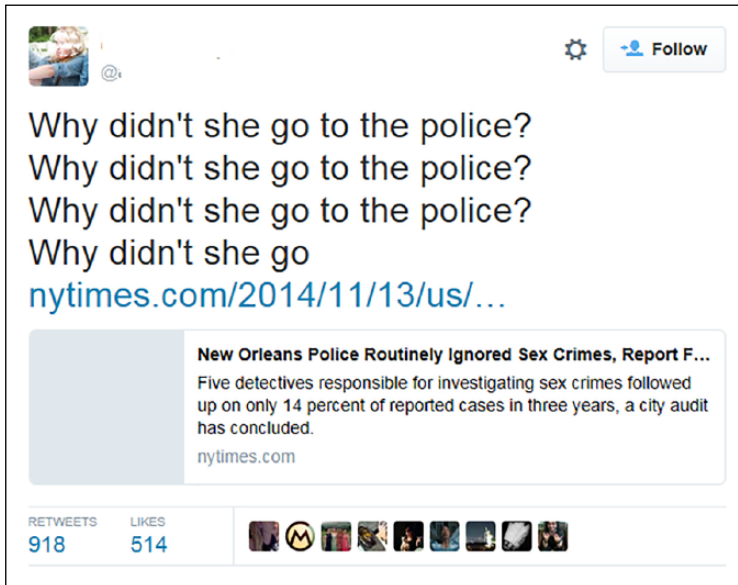 @
Follow
Why didn't she go to the police?
Why didn't she go to the police?
Why didn't she go to the police?
Why didn't she go
nytimes.com/2014/11/13/us/...
New Orleans Police Routinely Ignored Sex Crimes, Report F...
Five detectives responsible for investigating sex crimes followed
up on only 14 percent of reported cases in three years, a city audit
has concluded.
nytimes.com
RETWEETS LIKES
918 514
M